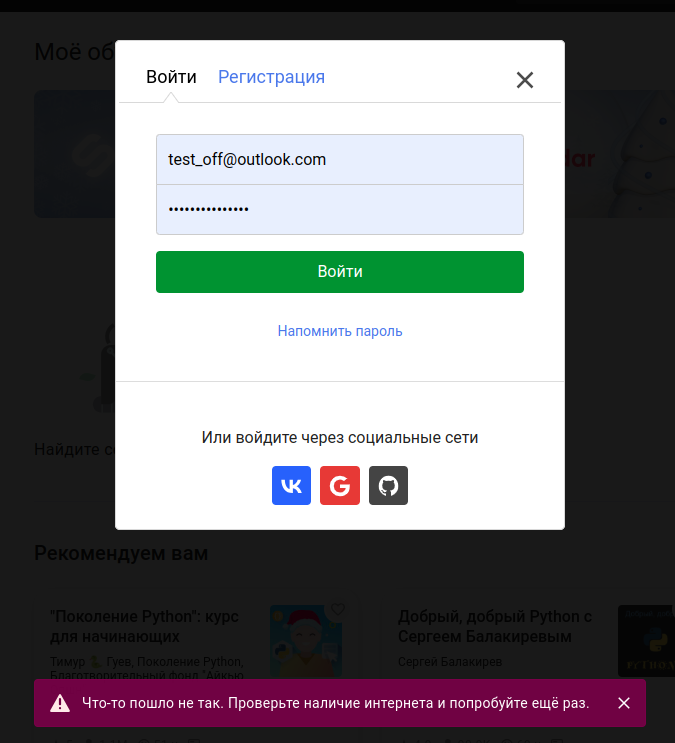 Моё об
Войти Регистрация
test_off@outlook.com
•••••••••••••••
Войти
Напомнить пароль
Найдите с
Или войдите через социальные сети
Рекомендуем вам
"Поколение Python": курс
для начинающих
Тимур Гуев, Поколение Python,
Благотворительный фонд "Айкью
Добрый, добрый Python с
Сергеем Балакиревым
Сергей Балакирев
PYTHON
Что-то пошло не так. Проверьте наличие интернета и попробуйте ещё раз.